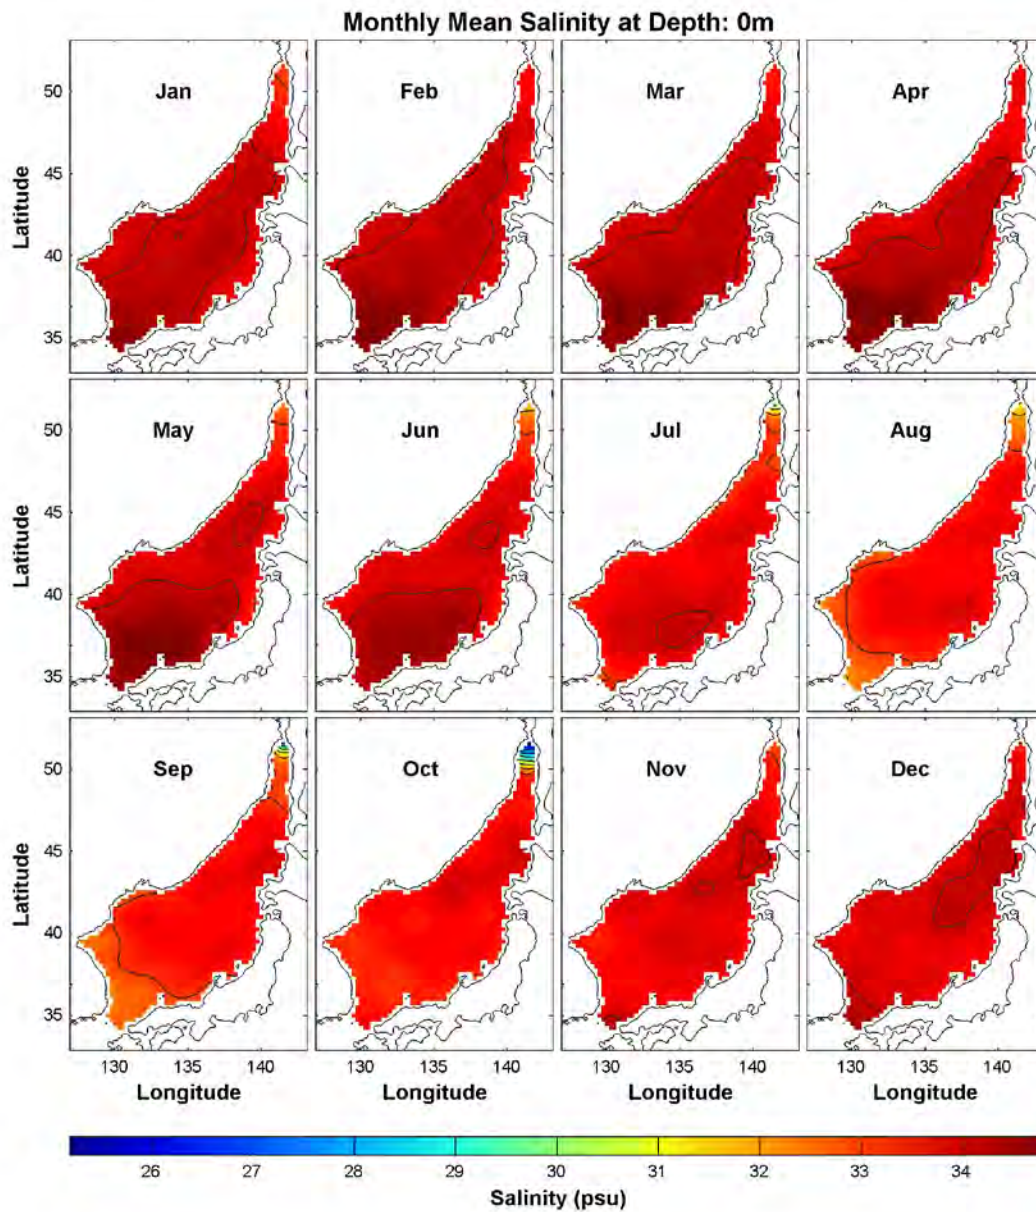 Monthly Mean Salinity at Depth: 0m
Jan Feb Mar Apr
50
45
40
35
Latitude
May Jun Jul Aug
50
45
40
35
Latitude
Sep Oct Nov Dec
50
45
40
35
Latitude
130 135 140 130 135 140 130 135 140 130 135 140
Longitude Longitude Longitude Longitude
26 27 28 29 30 31 32 33 34
Salinity (psu)